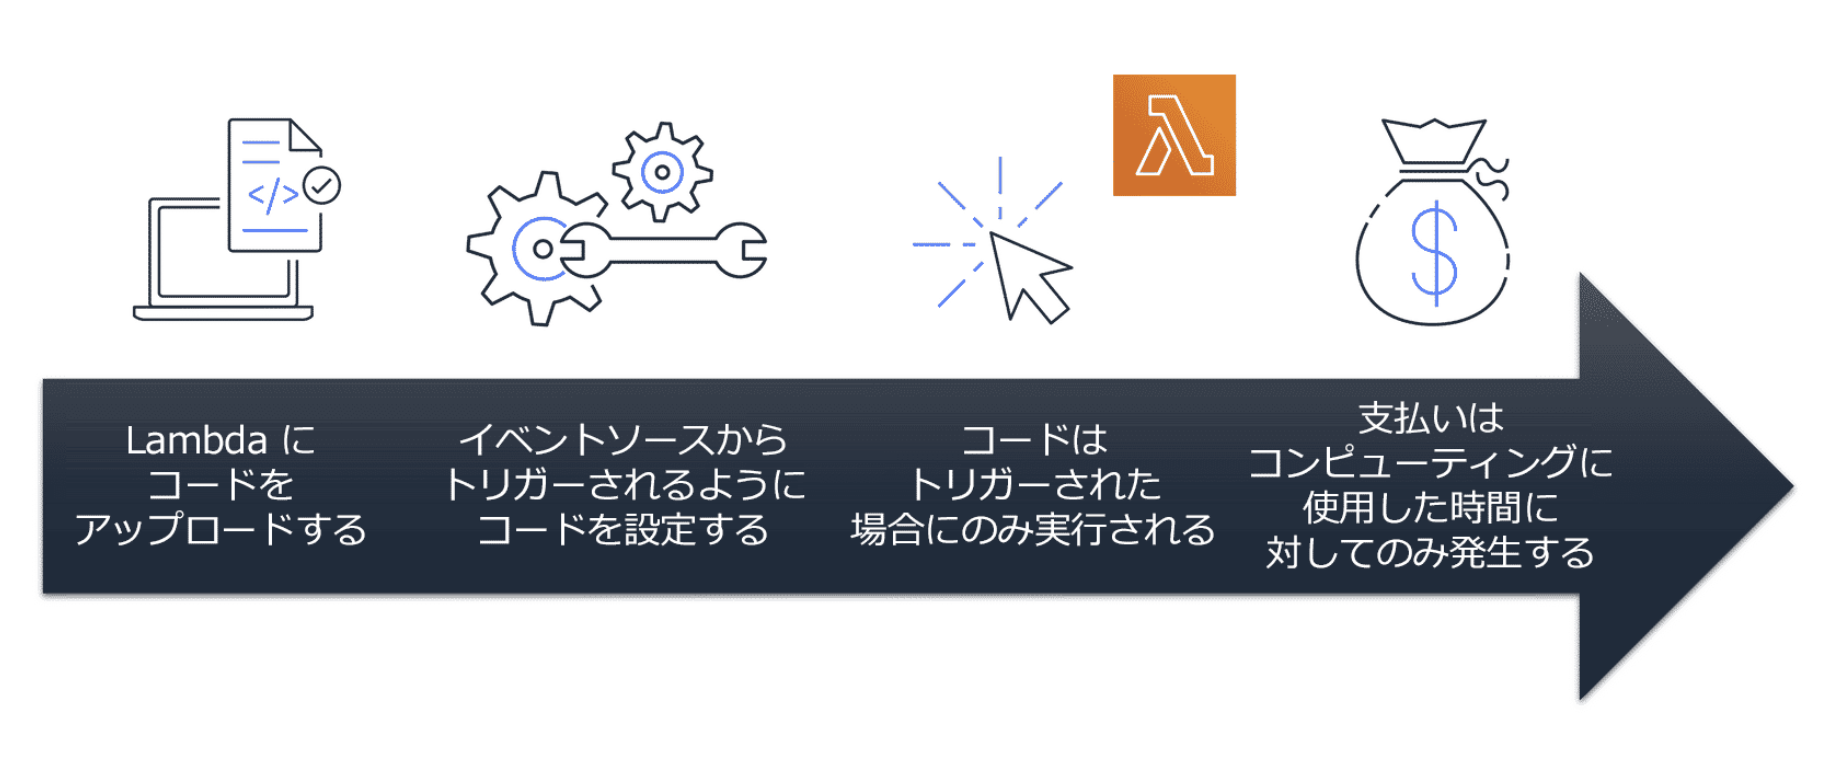 Lambda に
コードを
アップロードする
イベントソースから
トリガーされるように
コードを設定する
コードは
トリガーされた
場合にのみ実行される
支払いは
コンピューティングに
使用した時間に
対してのみ発生する